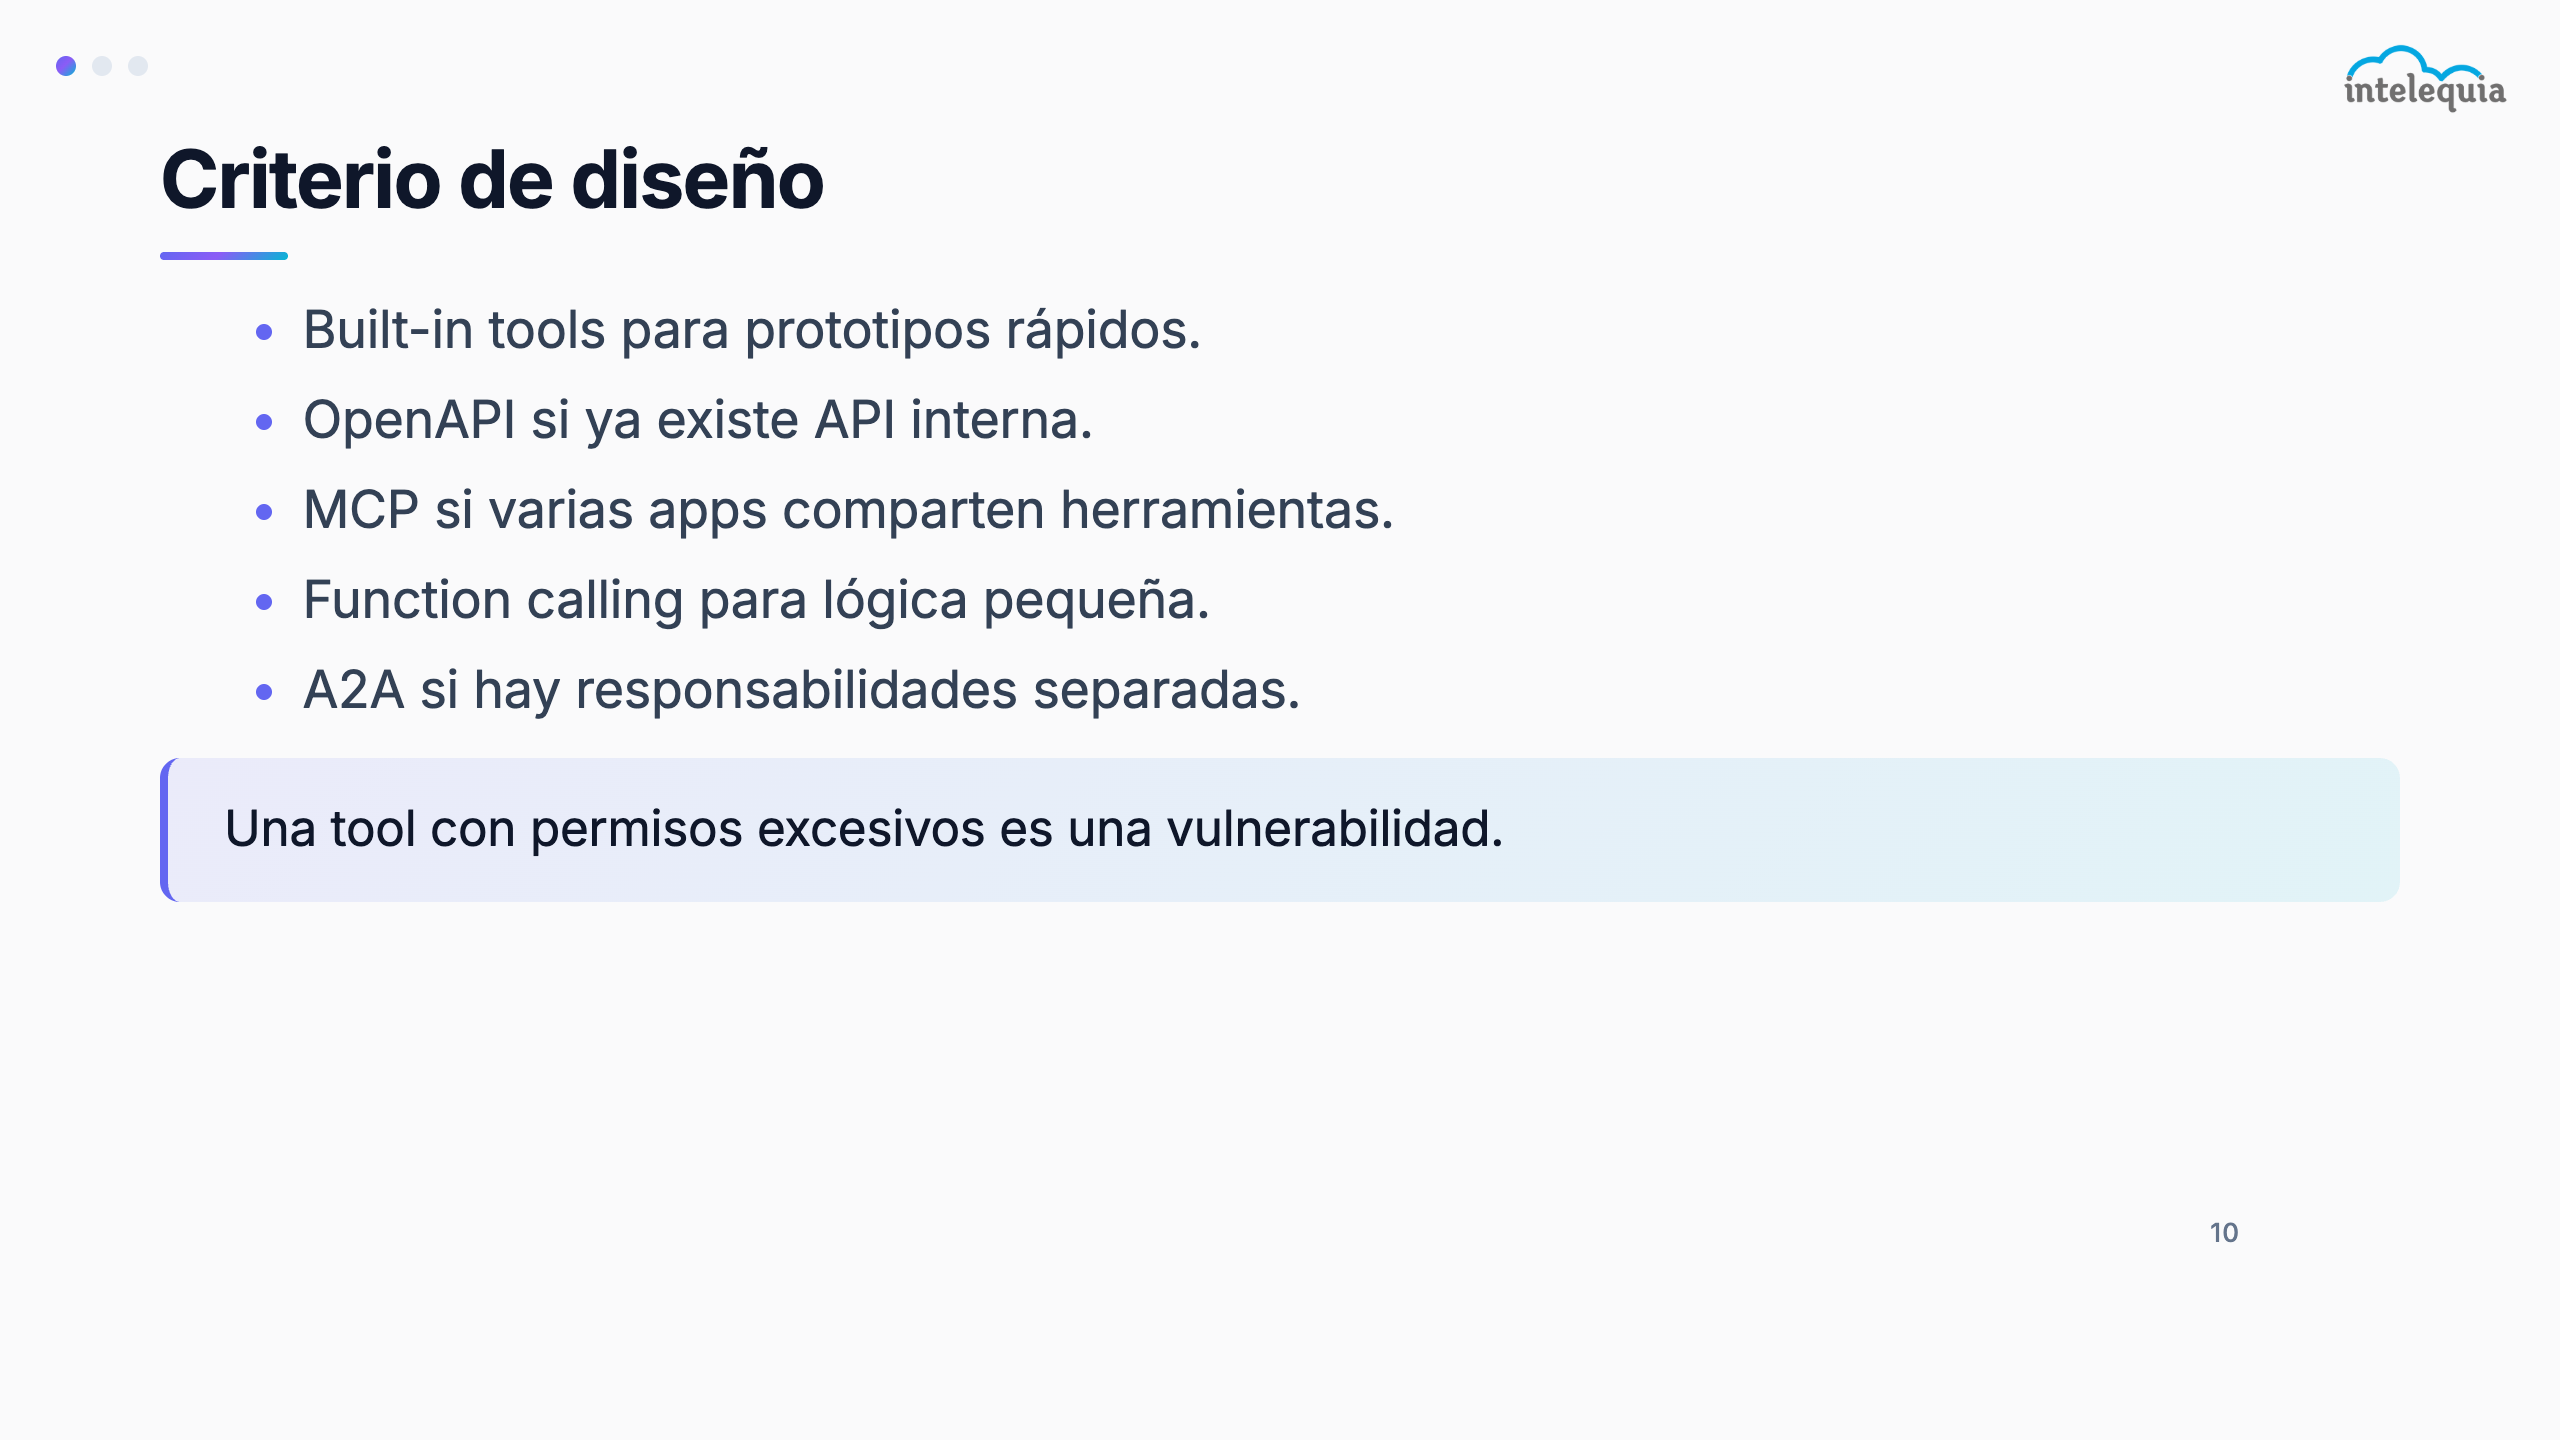 intelequia
Criterio de diseño
Built-in tools para prototipos rápidos.
OpenAPI si ya existe API interna.
MCP si varias apps comparten herramientas.
Function calling para lógica pequeña.
A2A si hay responsabilidades separadas.
Una tool con permisos excesivos es una vulnerabilidad.
10